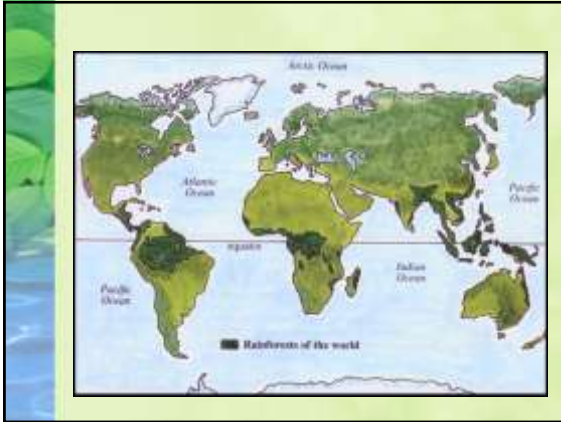 Arctic Ocean
Atlantic
Ocean
Pacific
Ocean
equator
Indian
Ocean
Pacific
Ocean
Rainforests of the world